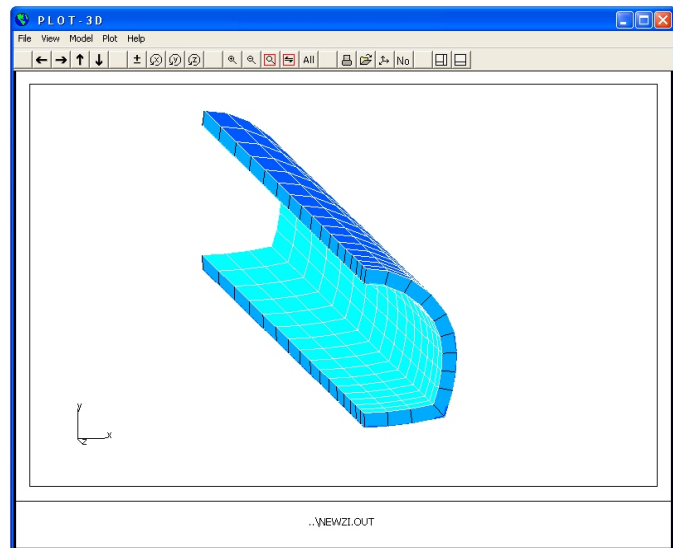 PLOT-3D
File View Model Plot Help
± x y z All No
y
x
z
..\NEWZI.OUT